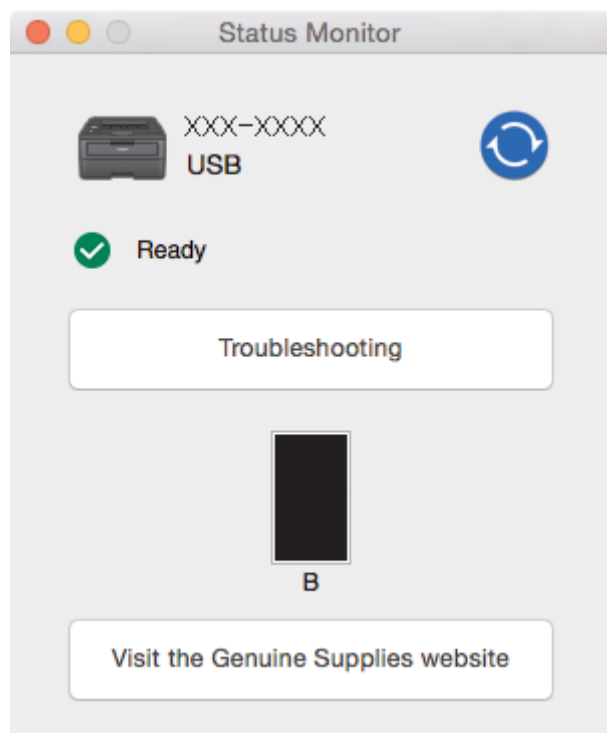 Status Monitor
XXX-XXXX
USB
Ready
Troubleshooting
B
Visit the Genuine Supplies website